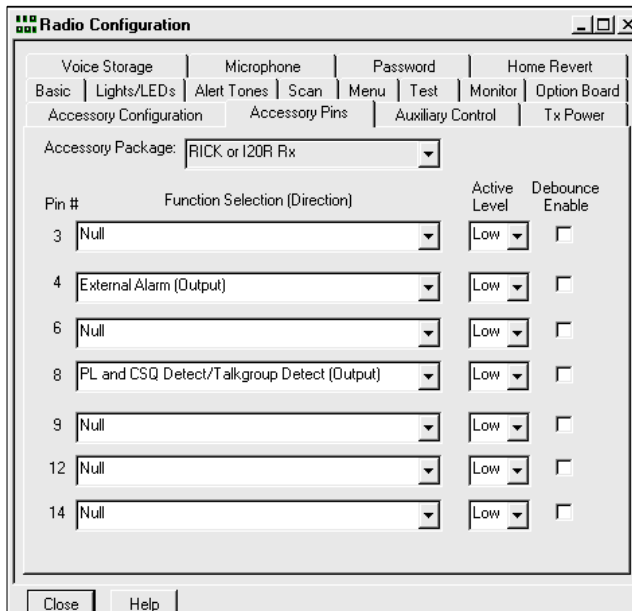 Radio Configuration
Voice Storage Microphone Password Home Revert
Basic Lights/LEDs Alert Tones Scan Menu Test Monitor Option Board
Accessory Configuration Accessory Pins Auxiliary Control Tx Power
Accessory Package: RICK or I20R Rx
Pin # Function Selection (Direction) Active Level Debounce Enable
3 Null Low
4 External Alarm (Output) Low
6 Null Low
8 PL and CSQ Detect/Talkgroup Detect (Output) Low
9 Null Low
12 Null Low
14 Null Low
Close Help